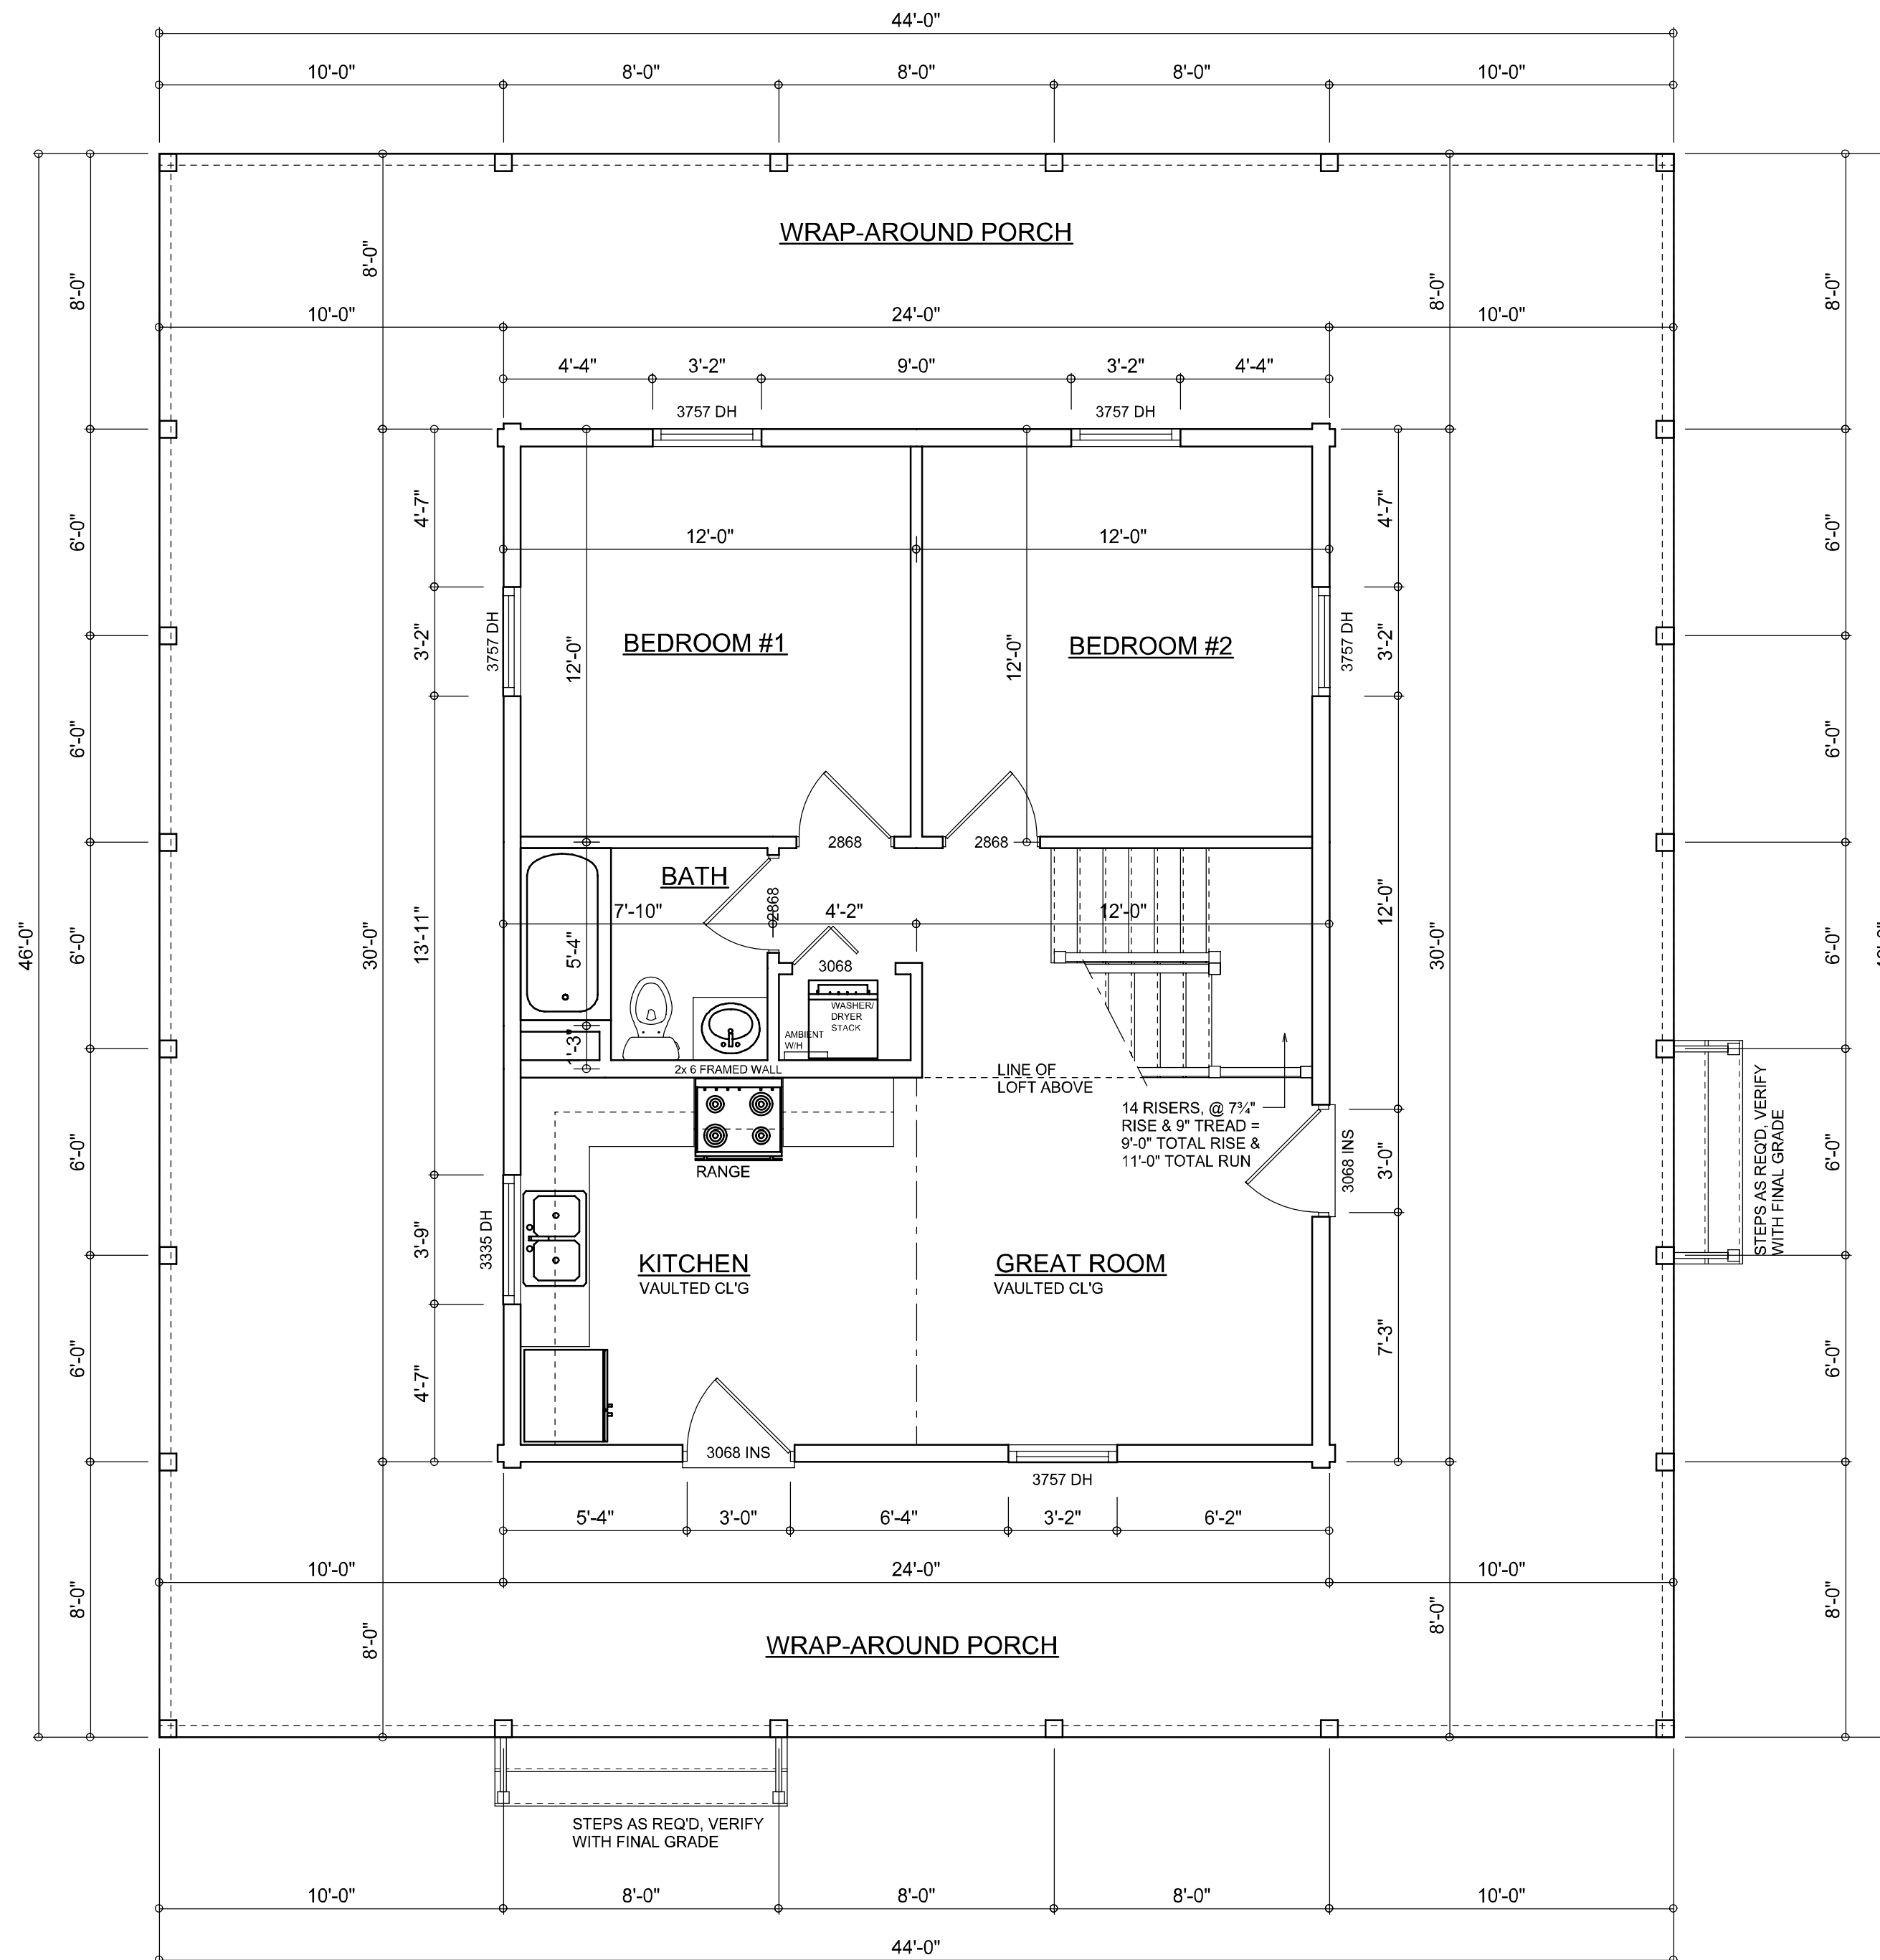 44'-0"
10'-0" 8'-0" 8'-0" 8'-0" 10'-0"
WRAP-AROUND PORCH
8'-0" 8'-0" 8'-0" 8'-0"
10'-0" 24'-0" 10'-0"
4'-4" 3'-2" 9'-0" 3'-2" 4'-4"
3757 DH 3757 DH
6'-0" 4'-7" 4'-7" 6'-0"
12'-0" 12'-0"
3757 DH 3'-2" 12'-0" 12'-0" 3757 DH 3'-2"
BEDROOM #1 BEDROOM #2
6'-0" 6'-0"
2868 2868
BATH
2868
7'-10" 4'-2" 12'-0"
46'-0" 6'-0" 30'-0" 13'-11" 5'-4" 12'-0" 30'-0" 6'-0"
3068
WASHER/
DRYER
STACK
AMBIENT
W/H
1'-3"
2x 6 FRAMED WALL
LINE OF
LOFT ABOVE
14 RISERS, @ 7¾"
RISE & 9" TREAD =
9'-0" TOTAL RISE &
11'-0" TOTAL RUN
RANGE
6'-0" 3068 INS 3'-0" 6'-0"
STEPS AS REQ'D, VERIFY
WITH FINAL GRADE
3'-9" 3335 DH
KITCHEN
VAULTED CL'G
GREAT ROOM
VAULTED CL'G
6'-0" 4'-7" 7'-3" 6'-0"
3068 INS
3757 DH
5'-4" 3'-0" 6'-4" 3'-2" 6'-2"
10'-0" 24'-0" 10'-0"
8'-0" 8'-0" 8'-0" 8'-0"
WRAP-AROUND PORCH
STEPS AS REQ'D, VERIFY
WITH FINAL GRADE
10'-0" 8'-0" 8'-0" 8'-0" 10'-0"
44'-0"